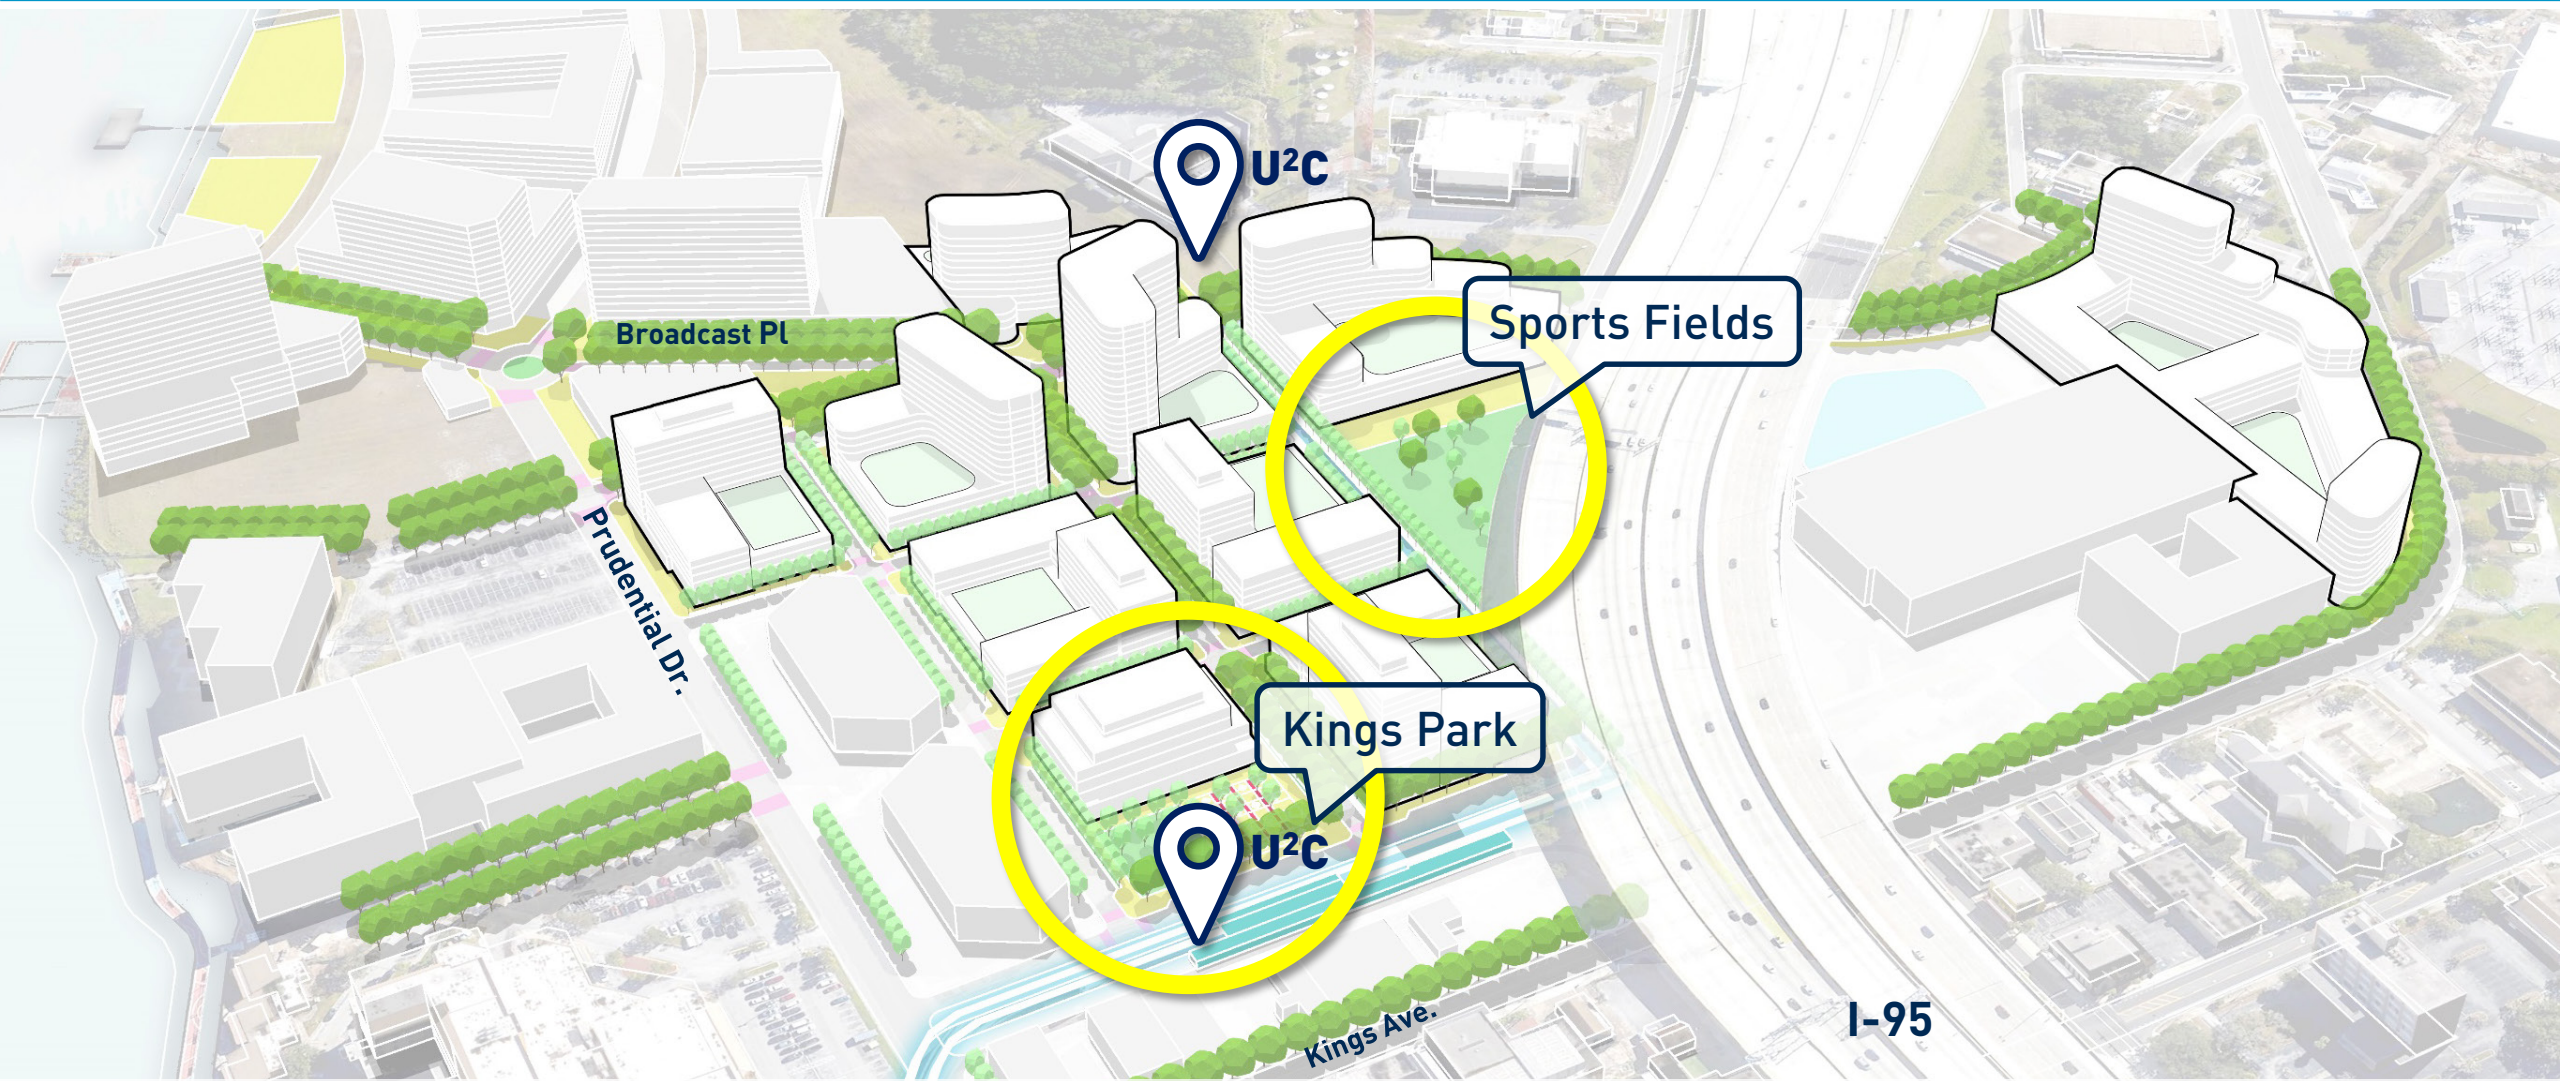 U²C
Sports Fields
Broadcast Pl
Prudential Dr.
Kings Park
U²C
I-95
Kings Ave.